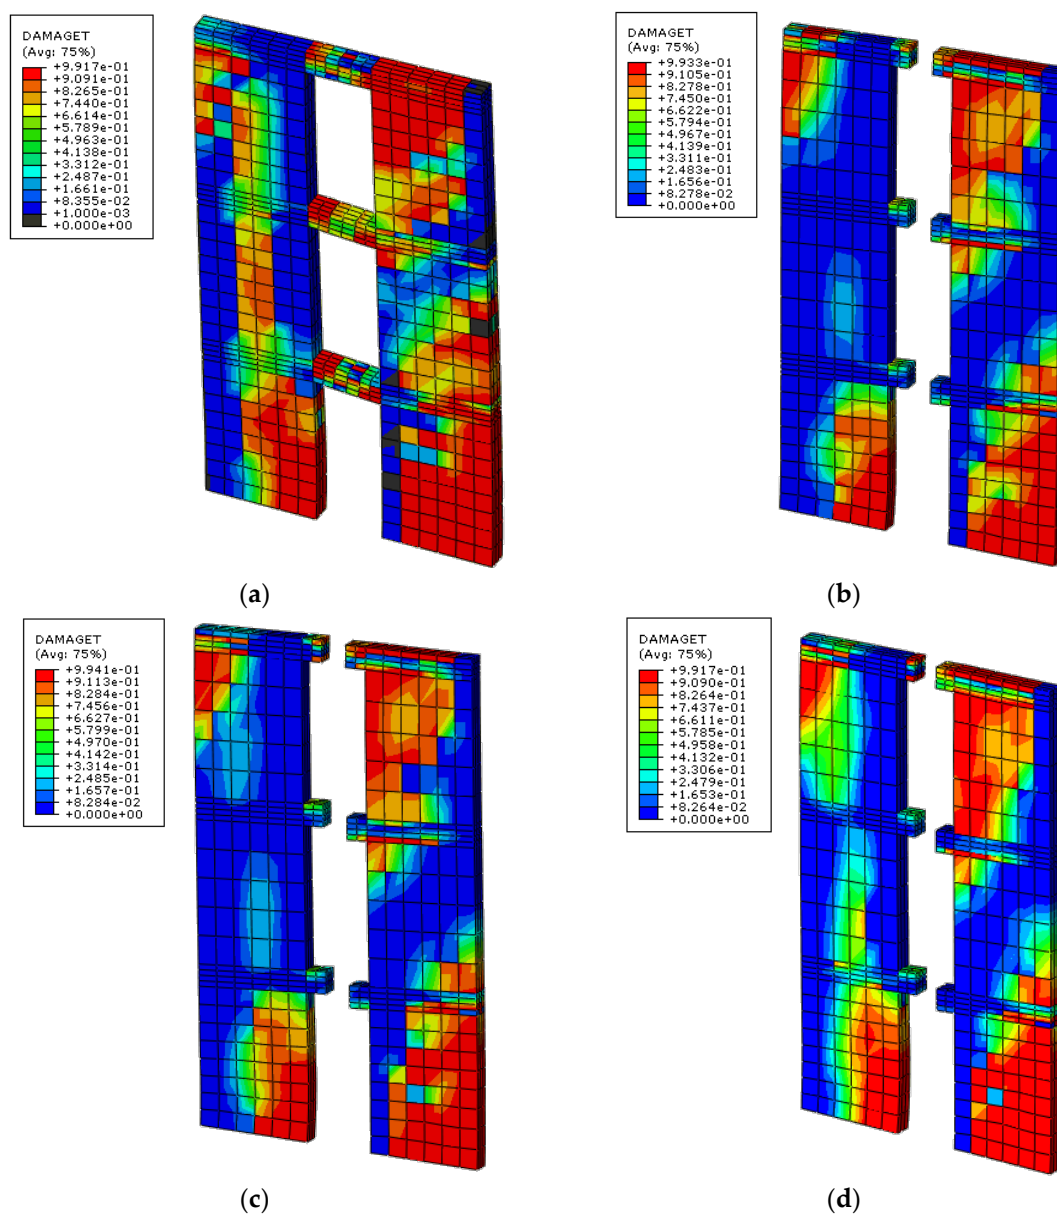 DAMAGET
(Avg: 75%)
+9.917e-01
+9.091e-01
+8.265e-01
+7.440e-01
+6.614e-01
+5.789e-01
+4.963e-01
+4.138e-01
+3.312e-01
+2.487e-01
+1.661e-01
+8.355e-02
+1.000e-03
+0.000e+00
(a)
DAMAGET
(Avg: 75%)
+9.933e-01
+9.105e-01
+8.278e-01
+7.450e-01
+6.622e-01
+5.794e-01
+4.967e-01
+4.139e-01
+3.311e-01
+2.483e-01
+1.656e-01
+8.278e-02
+0.000e+00
(b)
DAMAGET
(Avg: 75%)
+9.941e-01
+9.113e-01
+8.284e-01
+7.456e-01
+6.627e-01
+5.799e-01
+4.970e-01
+4.142e-01
+3.314e-01
+2.485e-01
+1.657e-01
+8.284e-02
+0.000e+00
(c)
DAMAGET
(Avg: 75%)
+9.917e-01
+9.090e-01
+8.264e-01
+7.437e-01
+6.611e-01
+5.785e-01
+4.958e-01
+4.132e-01
+3.306e-01
+2.479e-01
+1.653e-01
+8.264e-02
+0.000e+00
(d)